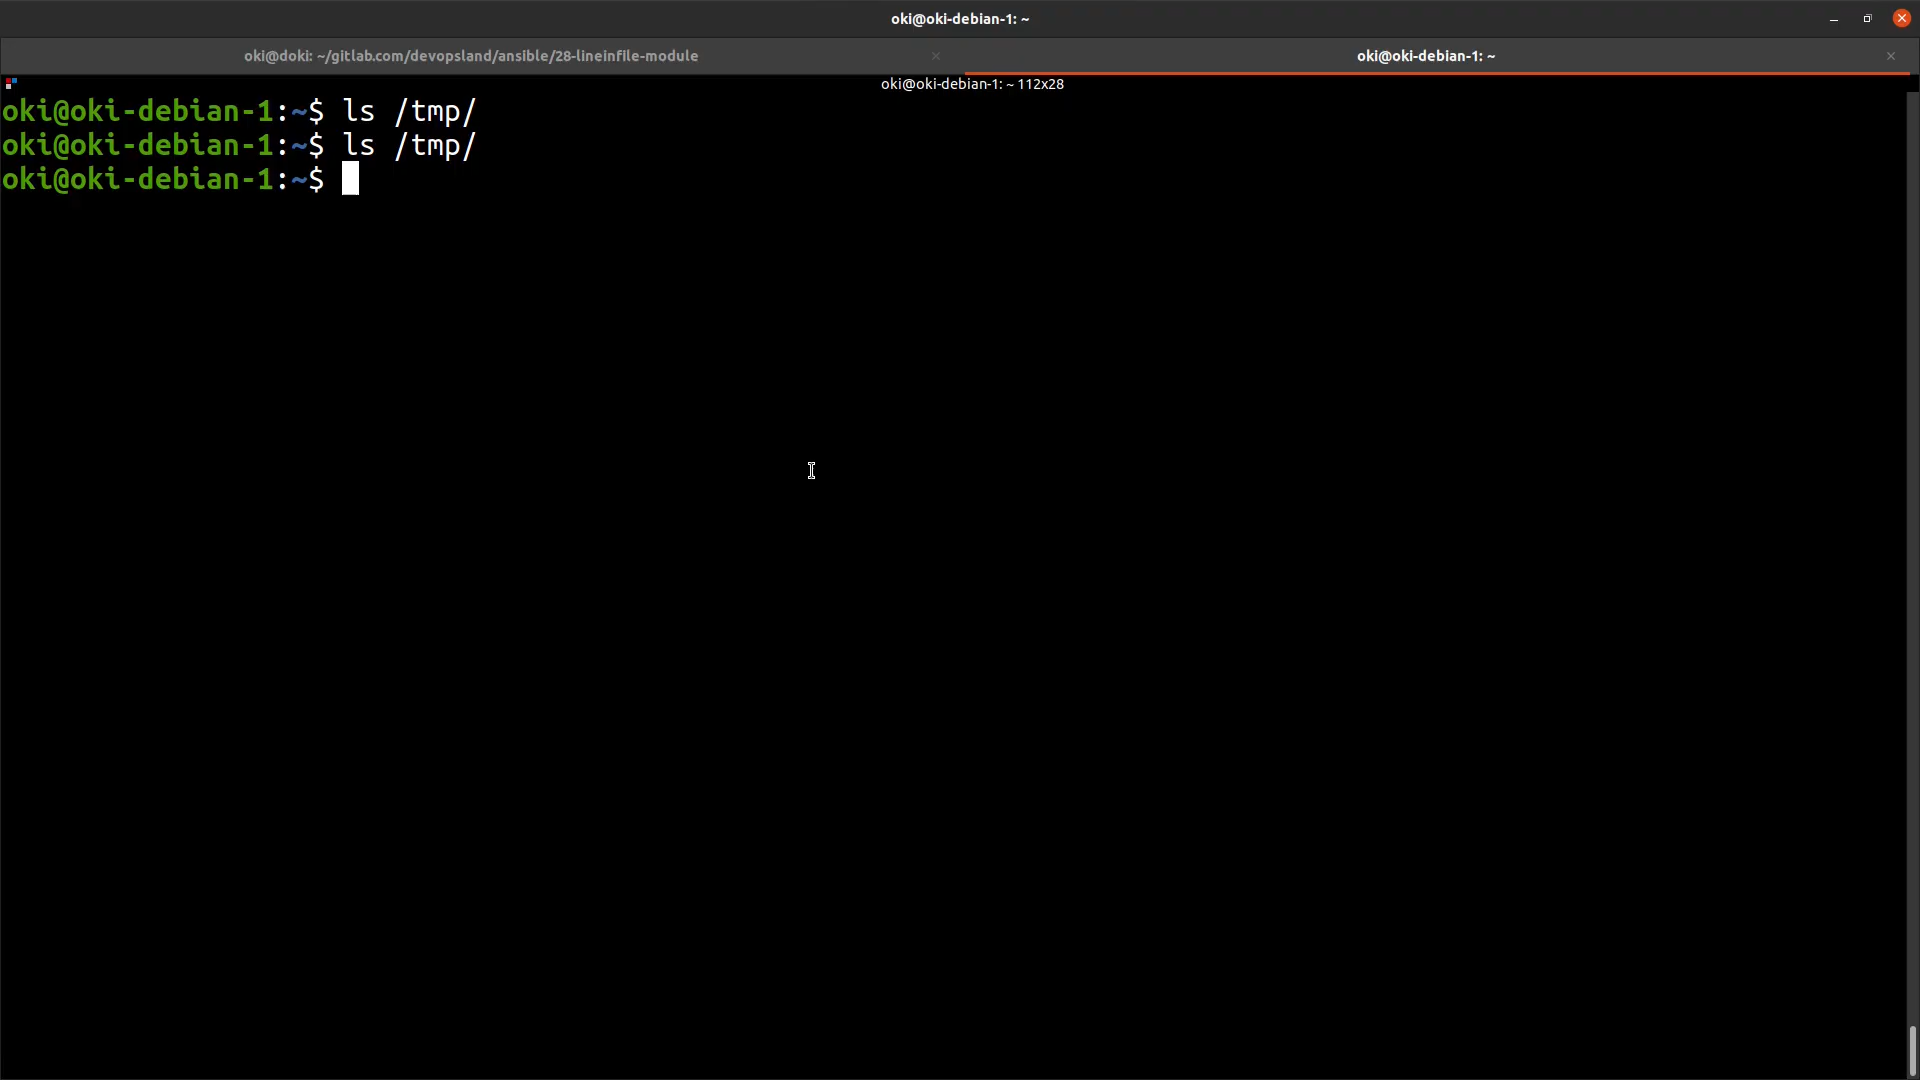 oki@oki-debian-1: ~
oki@doki: ~/gitlab.com/devopsland/ansible/28-lineinfile-module
oki@oki-debian-1: ~
oki@oki-debian-1: ~ 112x28
oki@oki-debian-1:~$ ls /tmp/
oki@oki-debian-1:~$ ls /tmp/
oki@oki-debian-1:~$